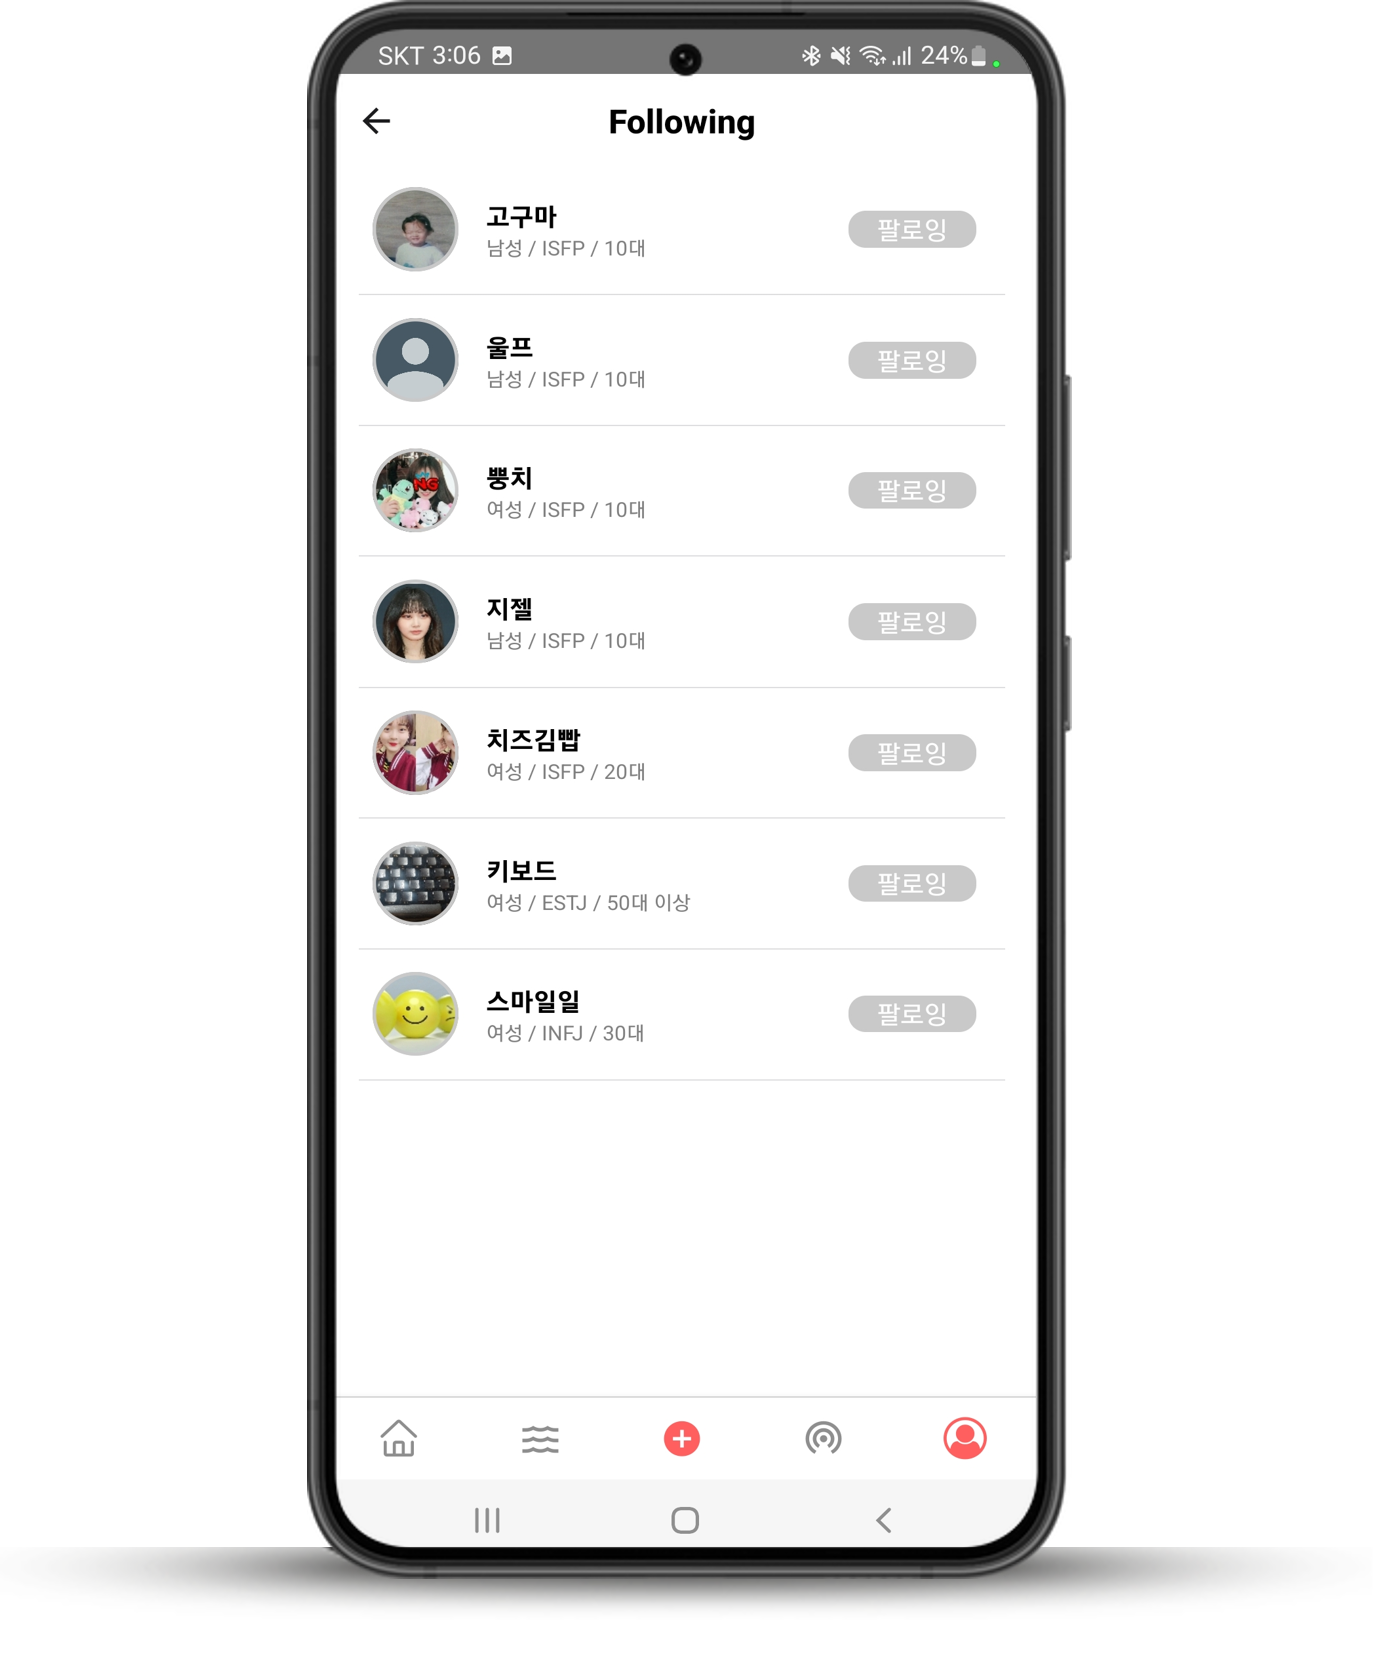 SKT 3:06 24%
Following
고구마
남성 / ISFP / 10대
팔로잉
울프
남성 / ISFP / 10대
팔로잉
NG
뿡치
여성 / ISFP / 10대
팔로잉
지젤
남성 / ISFP / 10대
팔로잉
치즈김빱
여성 / ISFP / 20대
팔로잉
키보드
여성 / ESTJ / 50대 이상
팔로잉
스마일일
여성 / INFJ / 30대
팔로잉